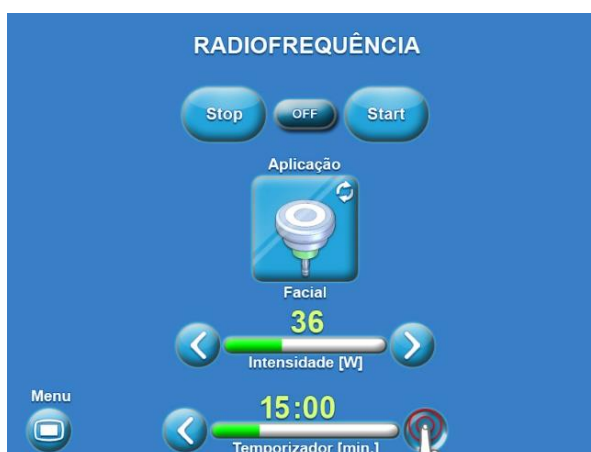 RADIOFREQUÊNCIA
Stop OFF Start
Aplicação
Facial
36
Intensidade [W]
Menu
15:00
Temporizador [min.]